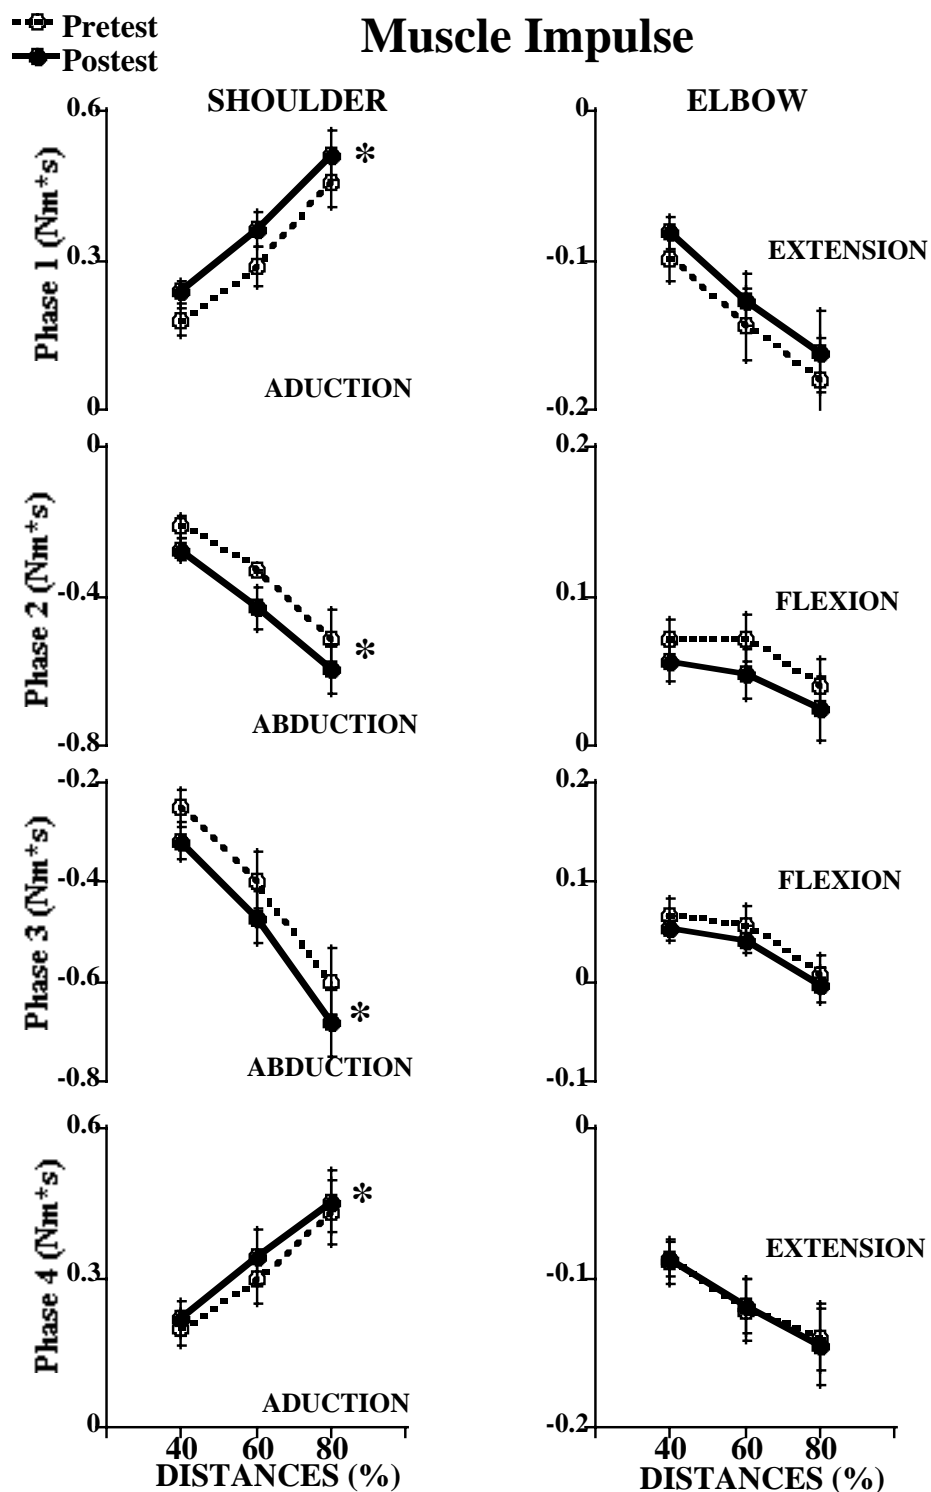 Pretest
Postest
Muscle Impulse
SHOULDER
ELBOW
Phase 1 (Nm*s)
0.6
0.3
0
*
ADUCTION
0
-0.1
-0.2
EXTENSION
Phase 2 (Nm*s)
0
-0.4
-0.8
*
ABDUCTION
0.2
0.1
0
FLEXION
Phase 3 (Nm*s)
-0.2
-0.4
-0.6
-0.8
*
ABDUCTION
0.2
0.1
0
-0.1
FLEXION
Phase 4 (Nm*s)
0.6
0.3
0
*
ADUCTION
0
-0.1
-0.2
EXTENSION
40 60 80
DISTANCES (%)
40 60 80
DISTANCES (%)